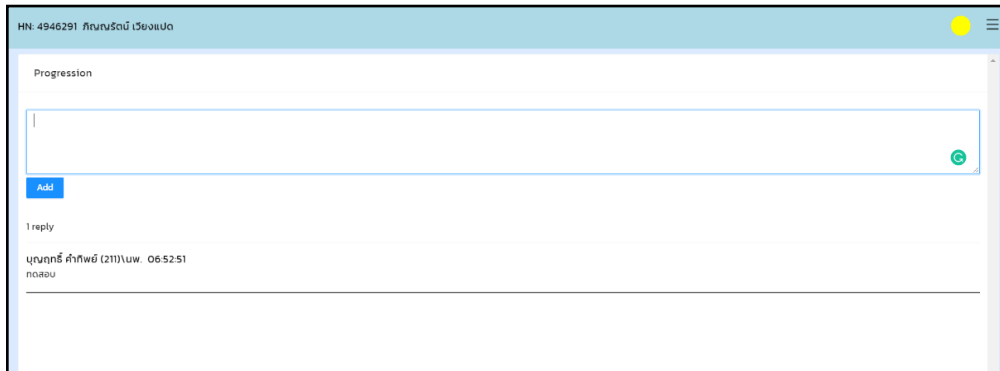 HN: 4946291 ภิญญรัตน์ เวียงแปด
Progression
Add
1 reply
บุญฤทธิ์ คำทิพย์ (211)\นพ. 06:52:51
ทดสอบ